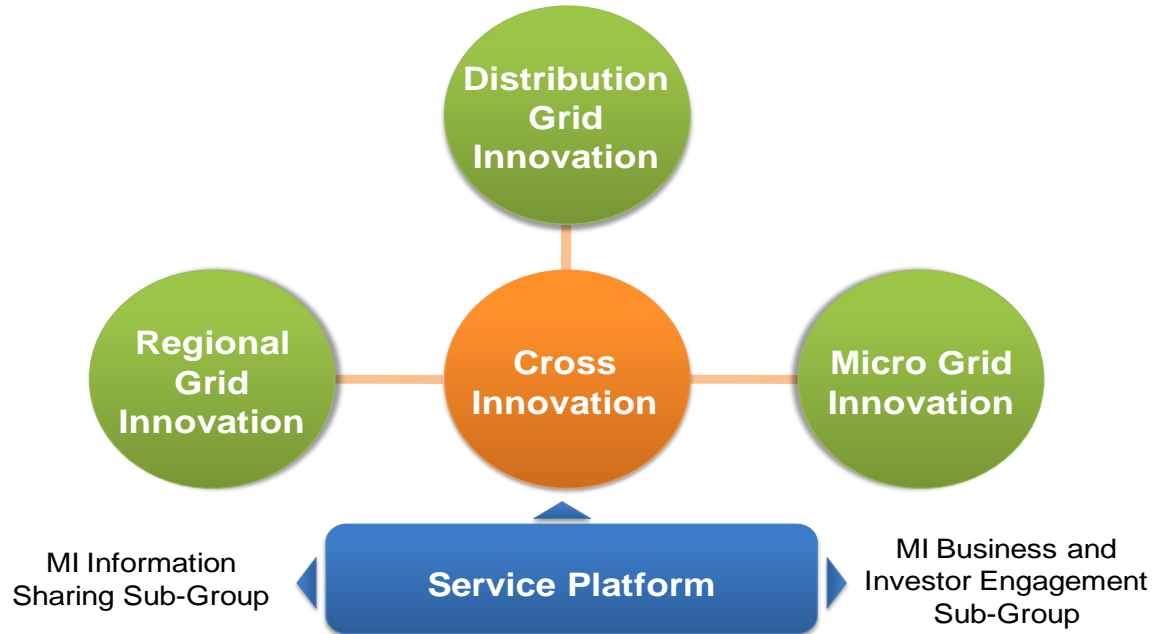 Distribution
Grid
Innovation
Regional
Grid
Innovation
Cross
Innovation
Micro Grid
Innovation
MI Information
Sharing Sub-Group
Service Platform
MI Business and
Investor Engagement
Sub-Group